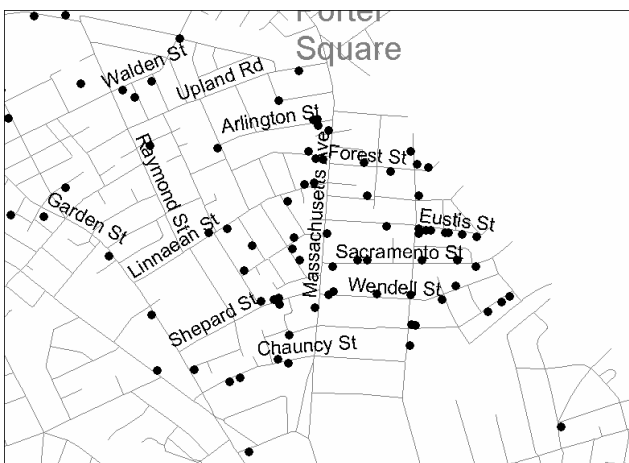 Porter
Square
Walden St
Upland Rd
Arlington St
Raymond St
Massachusetts Ave
Forest St
Garden St
Linnaean St
Eustis St
Sacramento St
Wendell St
Shepard St
Chauncy St